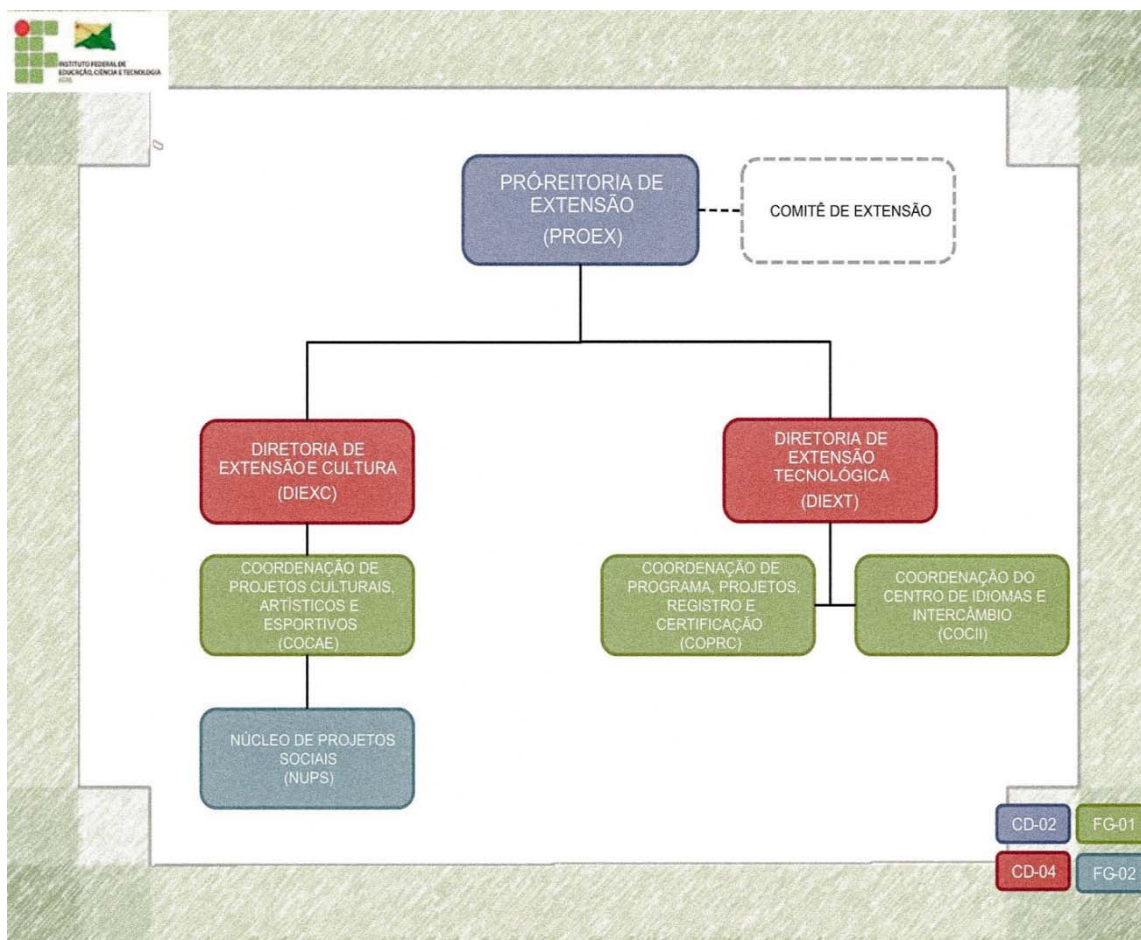 INSTITUTO FEDERAL DE
EDUCAÇÃO, CIÊNCIA E TECNOLOGIA
ACRE
PRÓ-REITORIA DE
EXTENSÃO
(PROEX)
COMITÊ DE EXTENSÃO
DIRETORIA DE
EXTENSÃO E CULTURA
(DIEXC)
DIRETORIA DE
EXTENSÃO
TECNOLÓGICA
(DIEXT)
COORDENAÇÃO DE
PROJETOS CULTURAIS,
ARTÍSTICOS E
ESPORTIVOS
(COCAE)
COORDENAÇÃO DE
PROGRAMA, PROJETOS,
REGISTRO E
CERTIFICAÇÃO
(COPRC)
COORDENAÇÃO DO
CENTRO DE IDIOMAS E
INTERCÂMBIO
(COCII)
NÚCLEO DE PROJETOS
SOCIAIS
(NUPS)
CD-02
FG-01
CD-04
FG-02